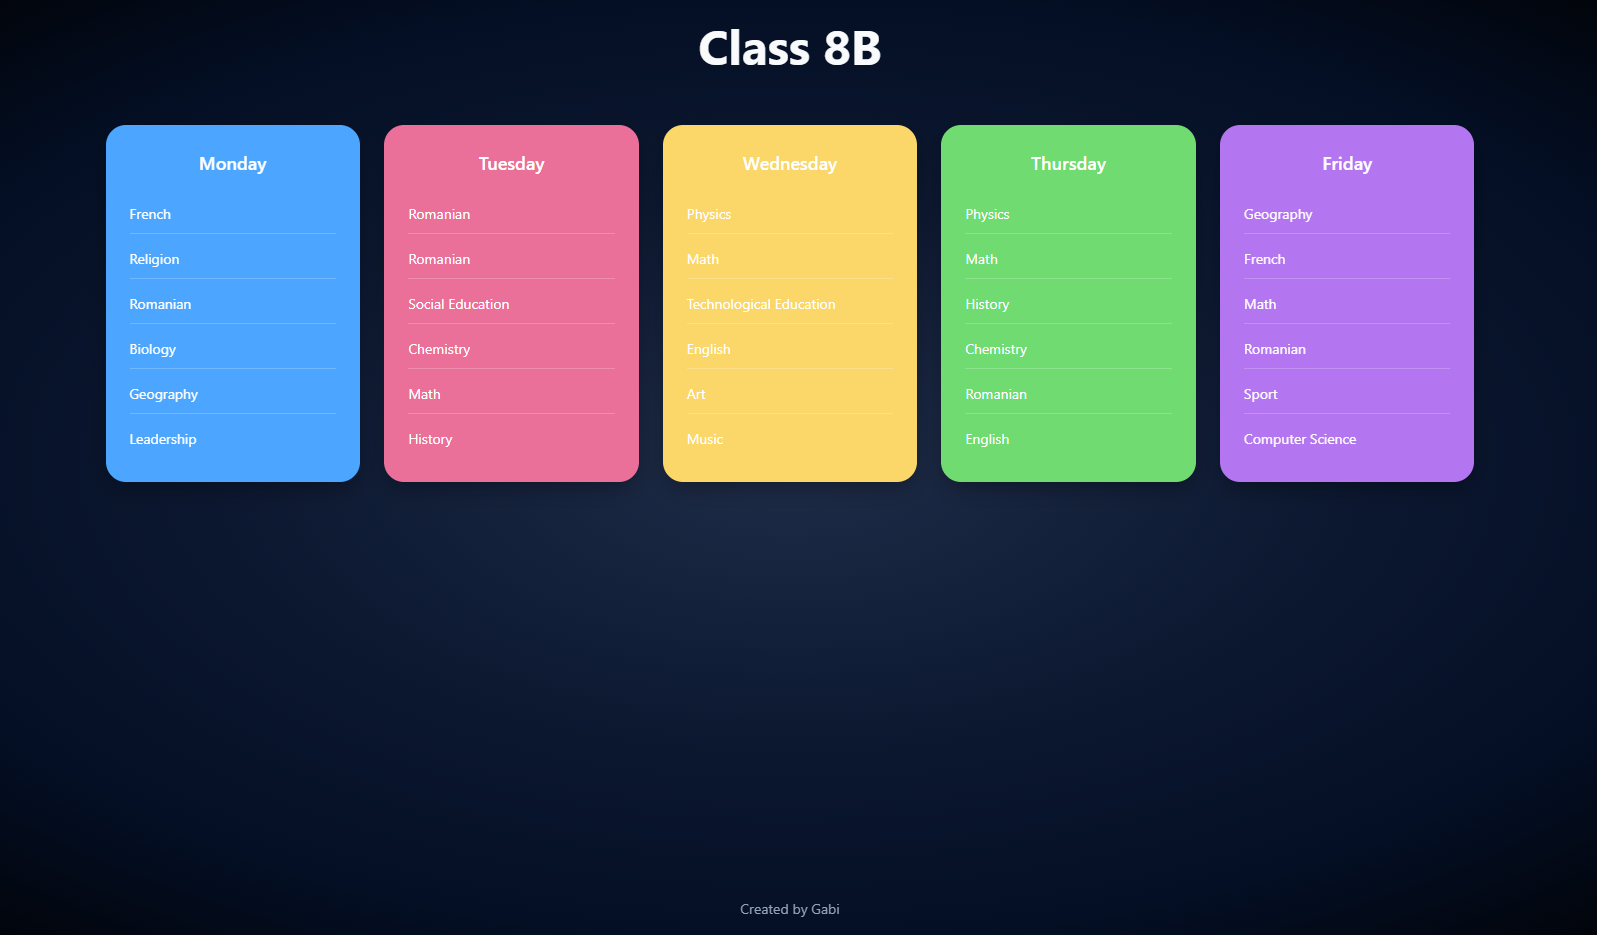 Class 8B
Monday
French
Religion
Romanian
Biology
Geography
Leadership
Tuesday
Romanian
Romanian
Social Education
Chemistry
Math
History
Wednesday
Physics
Math
Technological Education
English
Art
Music
Thursday
Physics
Math
History
Chemistry
Romanian
English
Friday
Geography
French
Math
Romanian
Sport
Computer Science
Created by Gabi